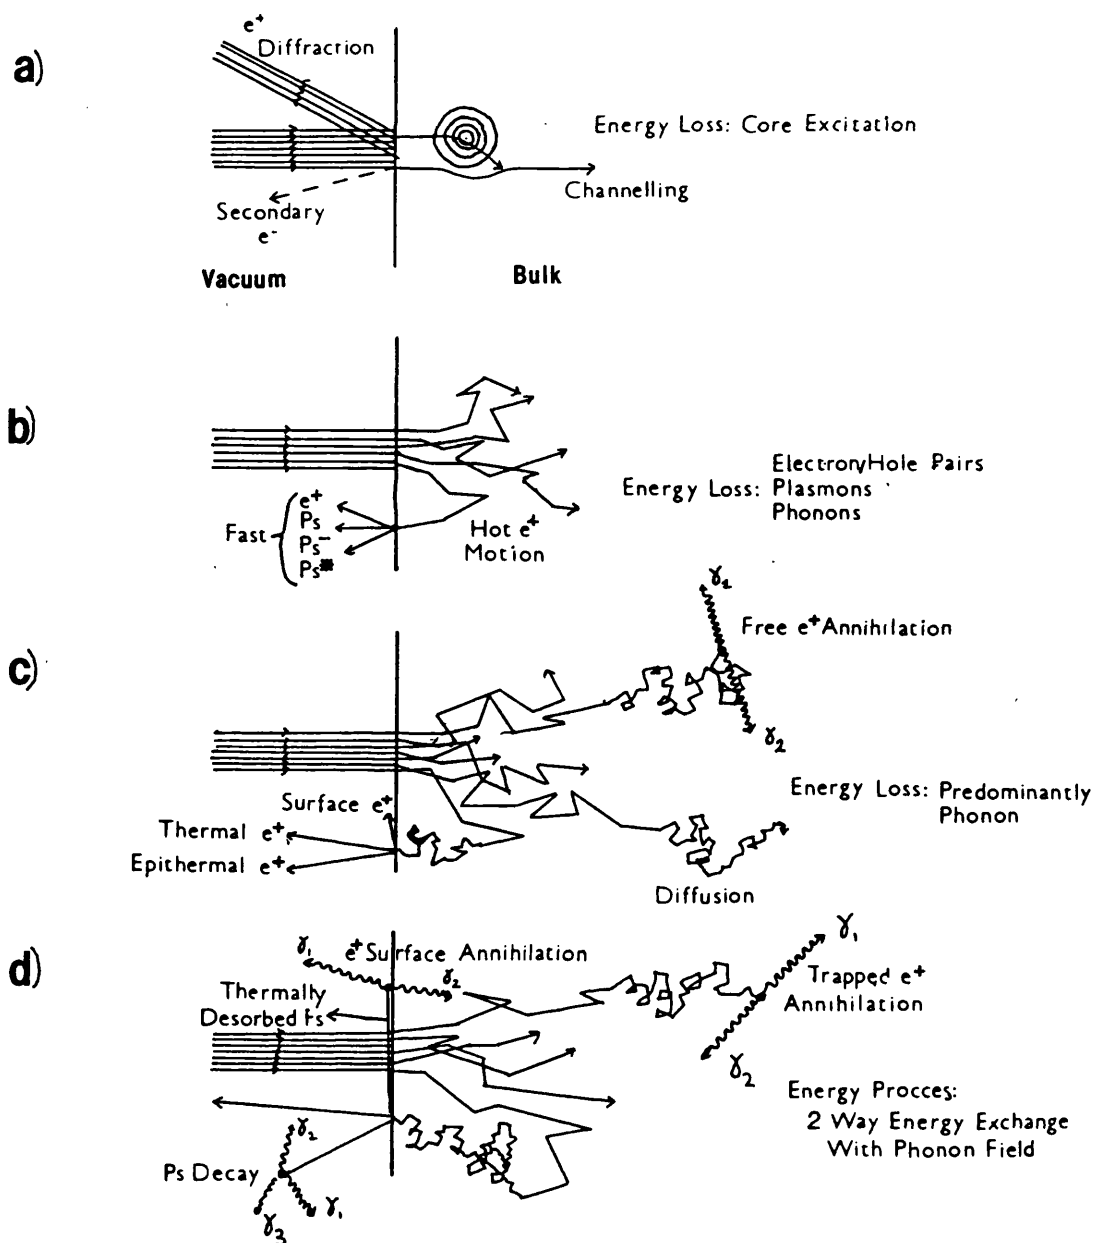 a)
e+
Diffraction
Energy Loss: Core Excitation
Channelling
Secondary
e-
Vacuum
Bulk
b)
Electron/Hole Pairs
Energy Loss: Plasmons
Phonons
Fast
e+
Ps
Ps-
Ps*
Hot e+
Motion
c)
γ1
Free e+ Annihilation
γ2
Energy Loss: Predominantly
Phonon
Surface e+
Thermal e+
Epithermal e+
Diffusion
d)
γ1
e+ Surface Annihilation
γ2
Thermally
Desorbed Ps
γ1
Trapped e+
Annihilation
γ2
Energy Procces:
2 Way Energy Exchange
With Phonon Field
γ2
Ps Decay
γ1
γ3